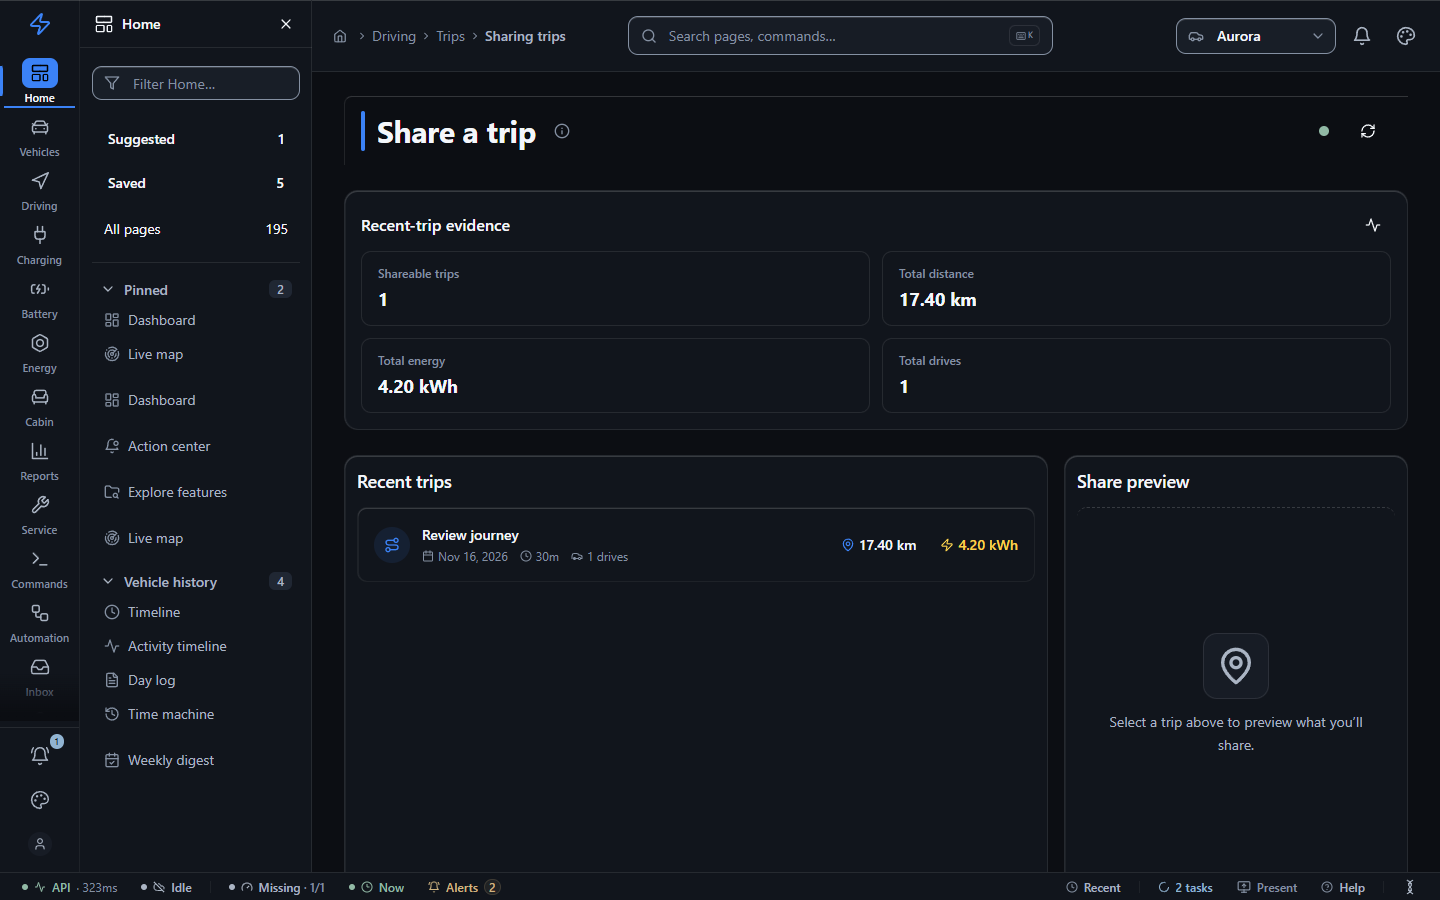 Home
Driving
Trips
Sharing trips
Search pages, commands...
K
Aurora
Home
Vehicles
Driving
Charging
Battery
Energy
Cabin
Reports
Service
Commands
Automation
Inbox
1
Filter Home...
Suggested 1
Saved 5
All pages 195
Pinned 2
Dashboard
Live map
Dashboard
Action center
Explore features
Live map
Vehicle history 4
Timeline
Activity timeline
Day log
Time machine
Weekly digest
Share a trip
Recent-trip evidence
Shareable trips
1
Total distance
17.40 km
Total energy
4.20 kWh
Total drives
1
Recent trips
Review journey
Nov 16, 2026 30m 1 drives
17.40 km 4.20 kWh
Share preview
Select a trip above to preview what you'll
share.
API · 323ms
Idle
Missing · 1/1
Now
Alerts 2
Recent
2 tasks
Present
Help